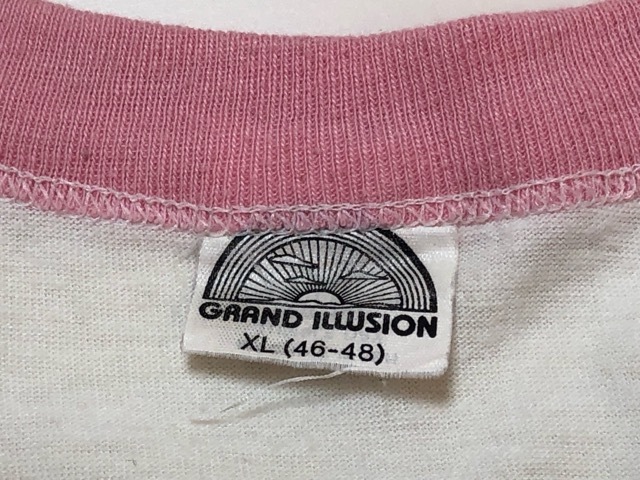 GRAND ILLUSION
XL (46-48)